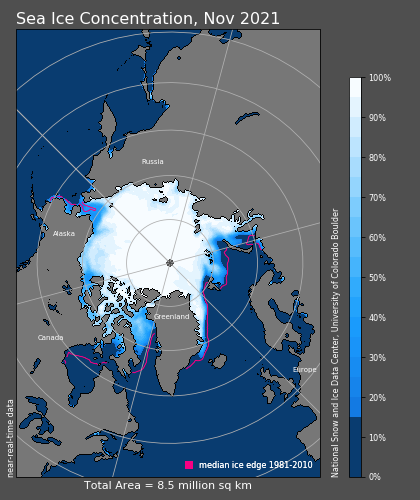 Sea Ice Concentration, Nov 2021
Russia
Alaska
Greenland
Canada
Europe
median ice edge 1981-2010
near-real-time data
Total Area = 8.5 million sq km
National Snow and Ice Data Center, University of Colorado Boulder
100%
90%
80%
70%
60%
50%
40%
30%
20%
10%
0%